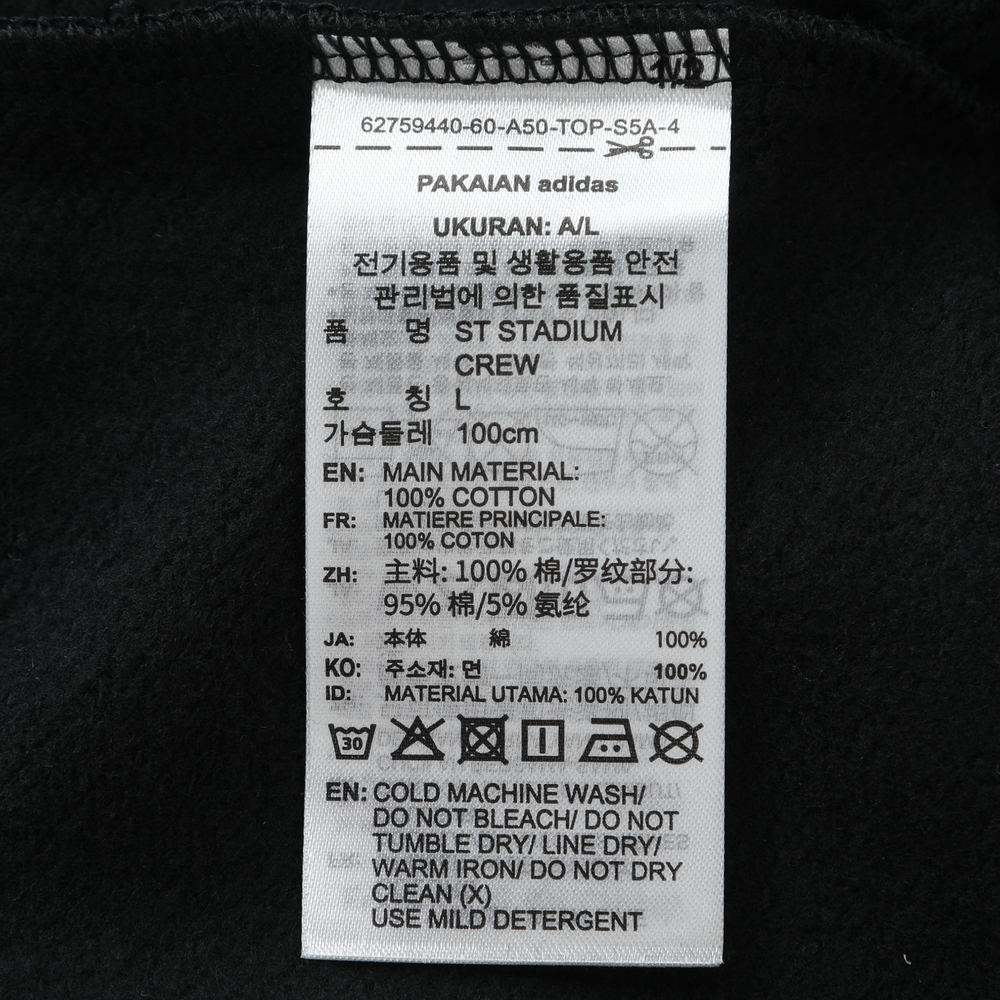 1/2
62759440-60-A50-TOP-S5A-4
PAKAIAN adidas
UKURAN: A/L
전기용품 및 생활용품 안전
관리법에 의한 품질표시
품 명 ST STADIUM
CREW
호 칭 L
가슴둘레 100cm
EN: MAIN MATERIAL:
100% COTTON
FR: MATIERE PRINCIPALE:
100% COTON
ZH: 主料: 100% 棉/罗纹部分:
95% 棉/5% 氨纶
JA: 本体 綿 100%
KO: 주소재: 면 100%
ID: MATERIAL UTAMA: 100% KATUN
30
EN: COLD MACHINE WASH/
DO NOT BLEACH/ DO NOT
TUMBLE DRY/ LINE DRY/
WARM IRON/ DO NOT DRY
CLEAN (X)
USE MILD DETERGENT